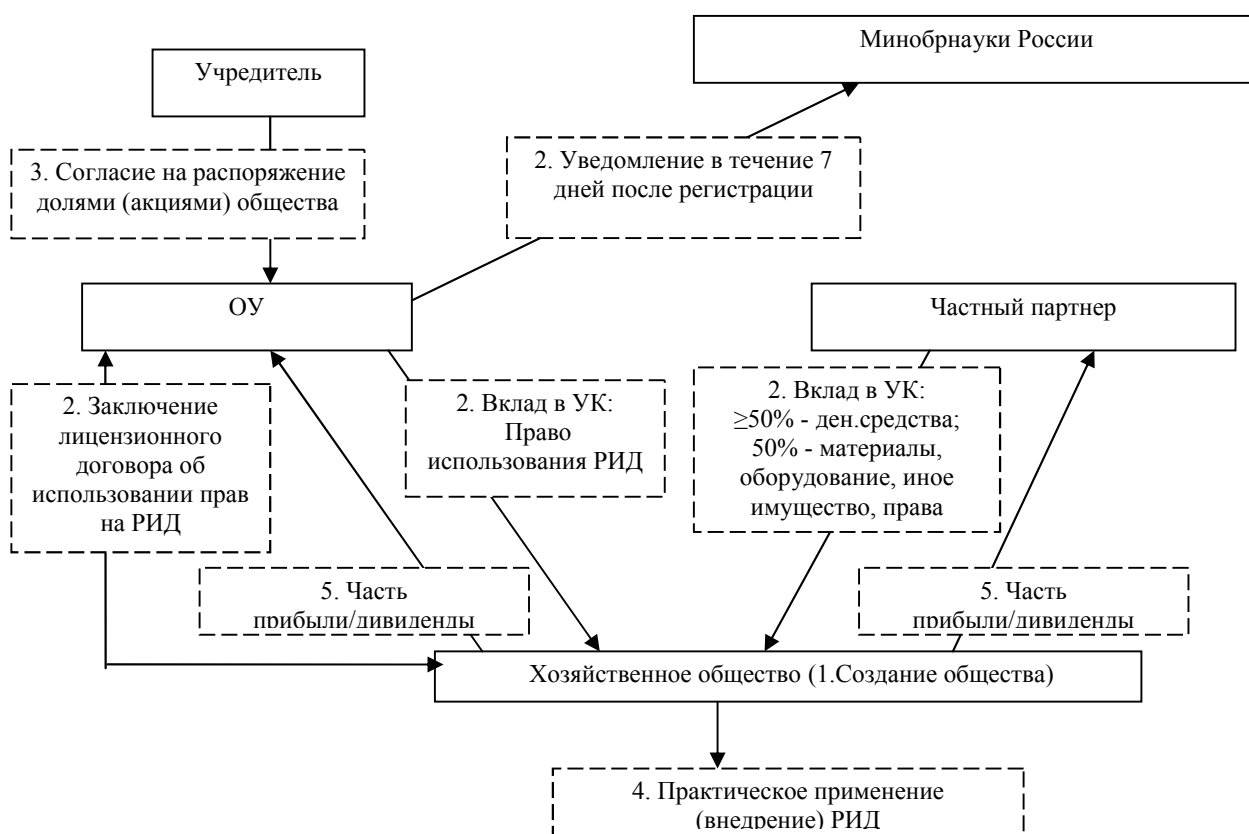 Минобрнауки России
Учредитель
3. Согласие на распоряжение
долями (акциями) общества
2. Уведомление в течение 7
дней после регистрации
ОУ
Частный партнер
2. Заключение
лицензионного
договора об
использовании прав
на РИД
2. Вклад в УК:
Право
использования РИД
2. Вклад в УК:
≥50% - ден.средства;
50% - материалы,
оборудование, иное
имущество, права
5. Часть
прибыли/дивиденды
5. Часть
прибыли/дивиденды
Хозяйственное общество (1.Создание общества)
4. Практическое применение
(внедрение) РИД